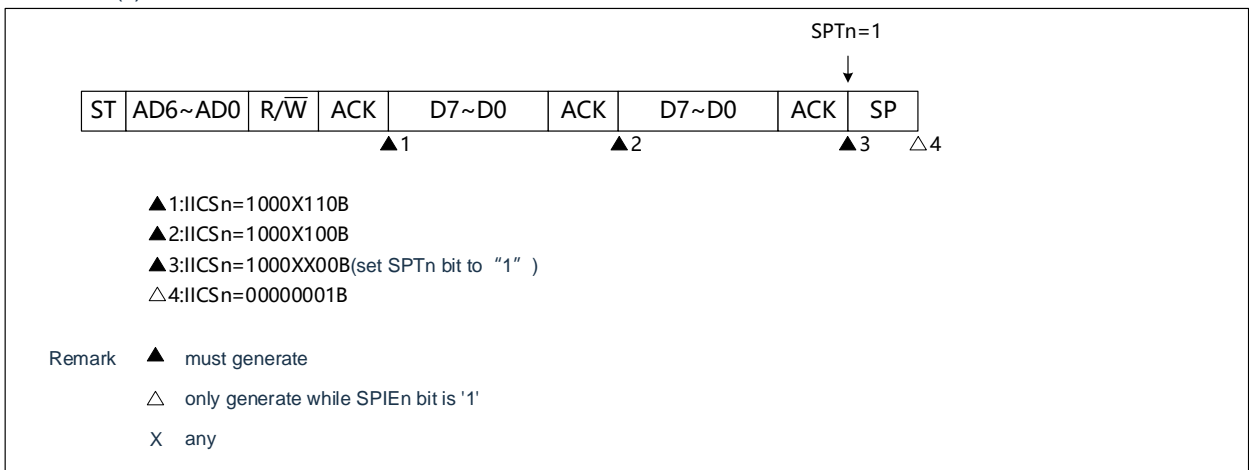 SPTn=1
ST AD6~AD0 R/W̅ ACK D7~D0 ACK D7~D0 ACK SP
▲1 ▲2 ▲3 △4
▲1:IICSn=1000X110B
▲2:IICSn=1000X100B
▲3:IICSn=1000XX00B(set SPTn bit to “1” )
△4:IICSn=00000001B
Remark ▲ must generate
△ only generate while SPIEn bit is '1'
X any